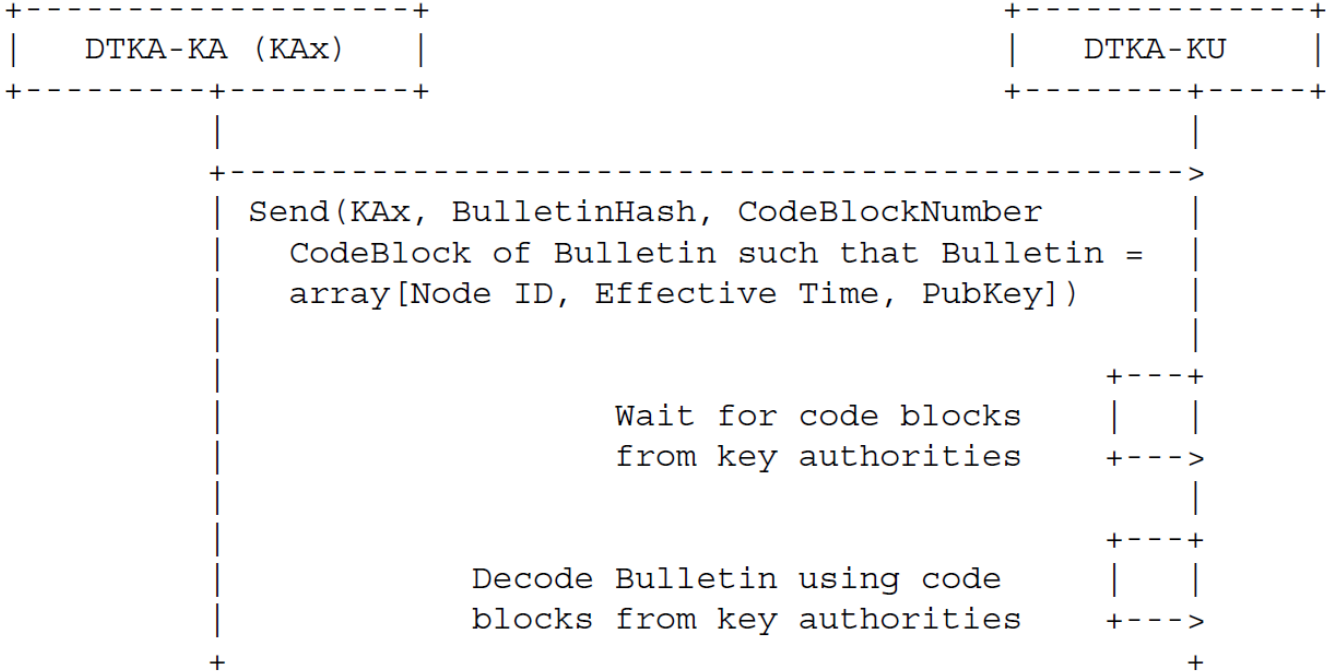 DTKA-KA (KAx) DTKA-KU
Send(KAx, BulletinHash, CodeBlockNumber
CodeBlock of Bulletin such that Bulletin =
array[Node ID, Effective Time, PubKey])
Wait for code blocks
from key authorities
Decode Bulletin using code
blocks from key authorities